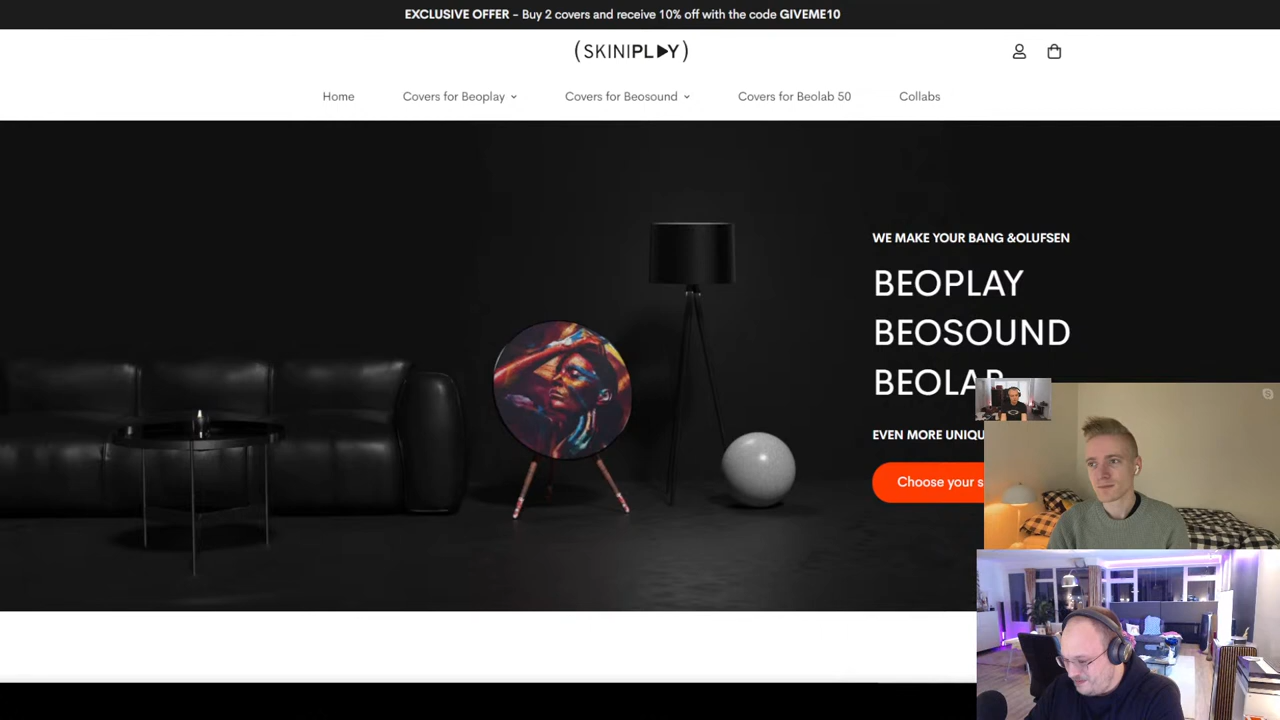 EXCLUSIVE OFFER - Buy 2 covers and receive 10% off with the code GIVEME10
(SKINIPLAY)
Home Covers for Beoplay Covers for Beosound Covers for Beolab 50 Collabs
WE MAKE YOUR BANG &OLUFSEN
BEOPLAY
BEOSOUND
BEOLAB
EVEN MORE
Choose your